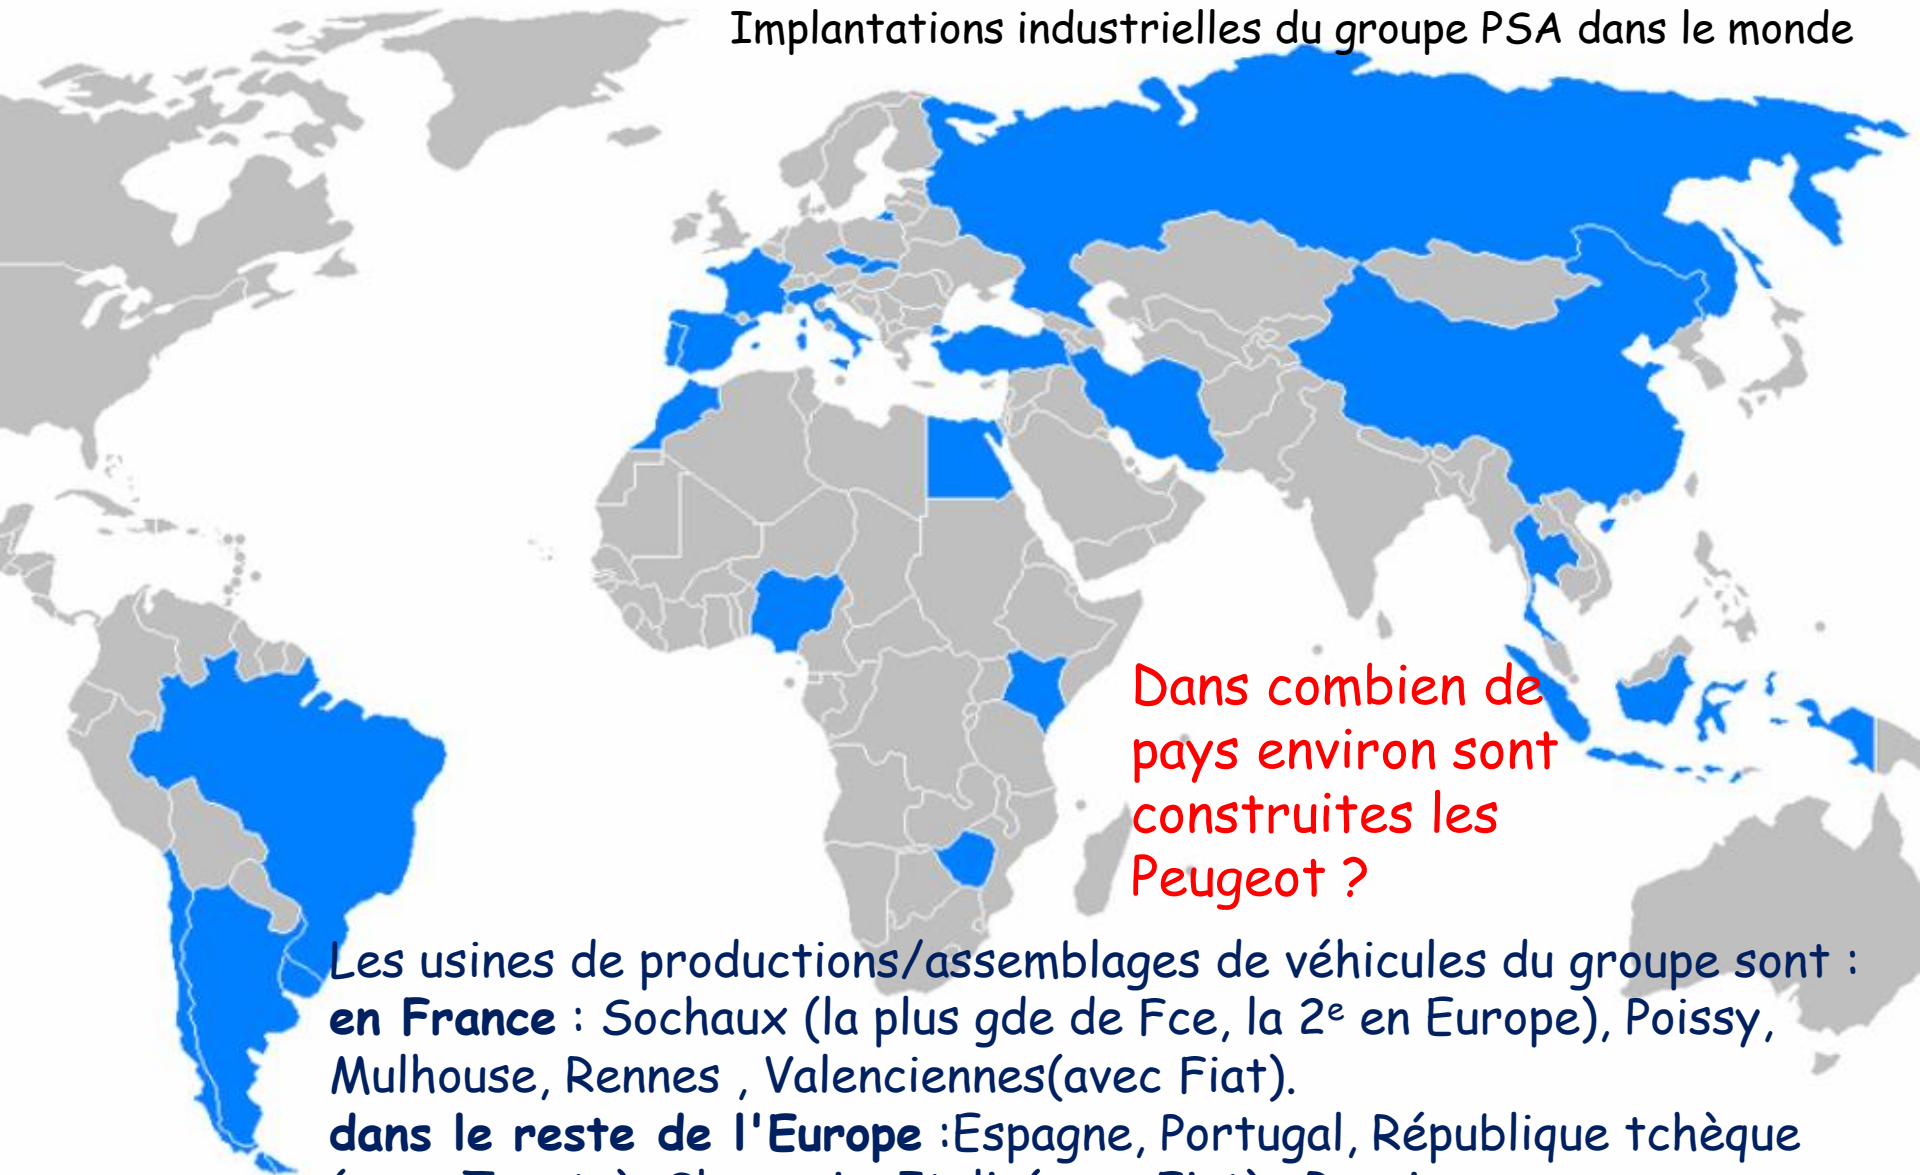 Implantations industrielles du groupe PSA dans le monde
Dans combien de
pays environ sont
construites les
Peugeot ?
Les usines de productions/assemblages de véhicules du groupe sont :
en France : Sochaux (la plus gde de Fce, la 2e en Europe), Poissy,
Mulhouse, Rennes , Valenciennes(avec Fiat).
dans le reste de l'Europe :Espagne, Portugal, République tchèque